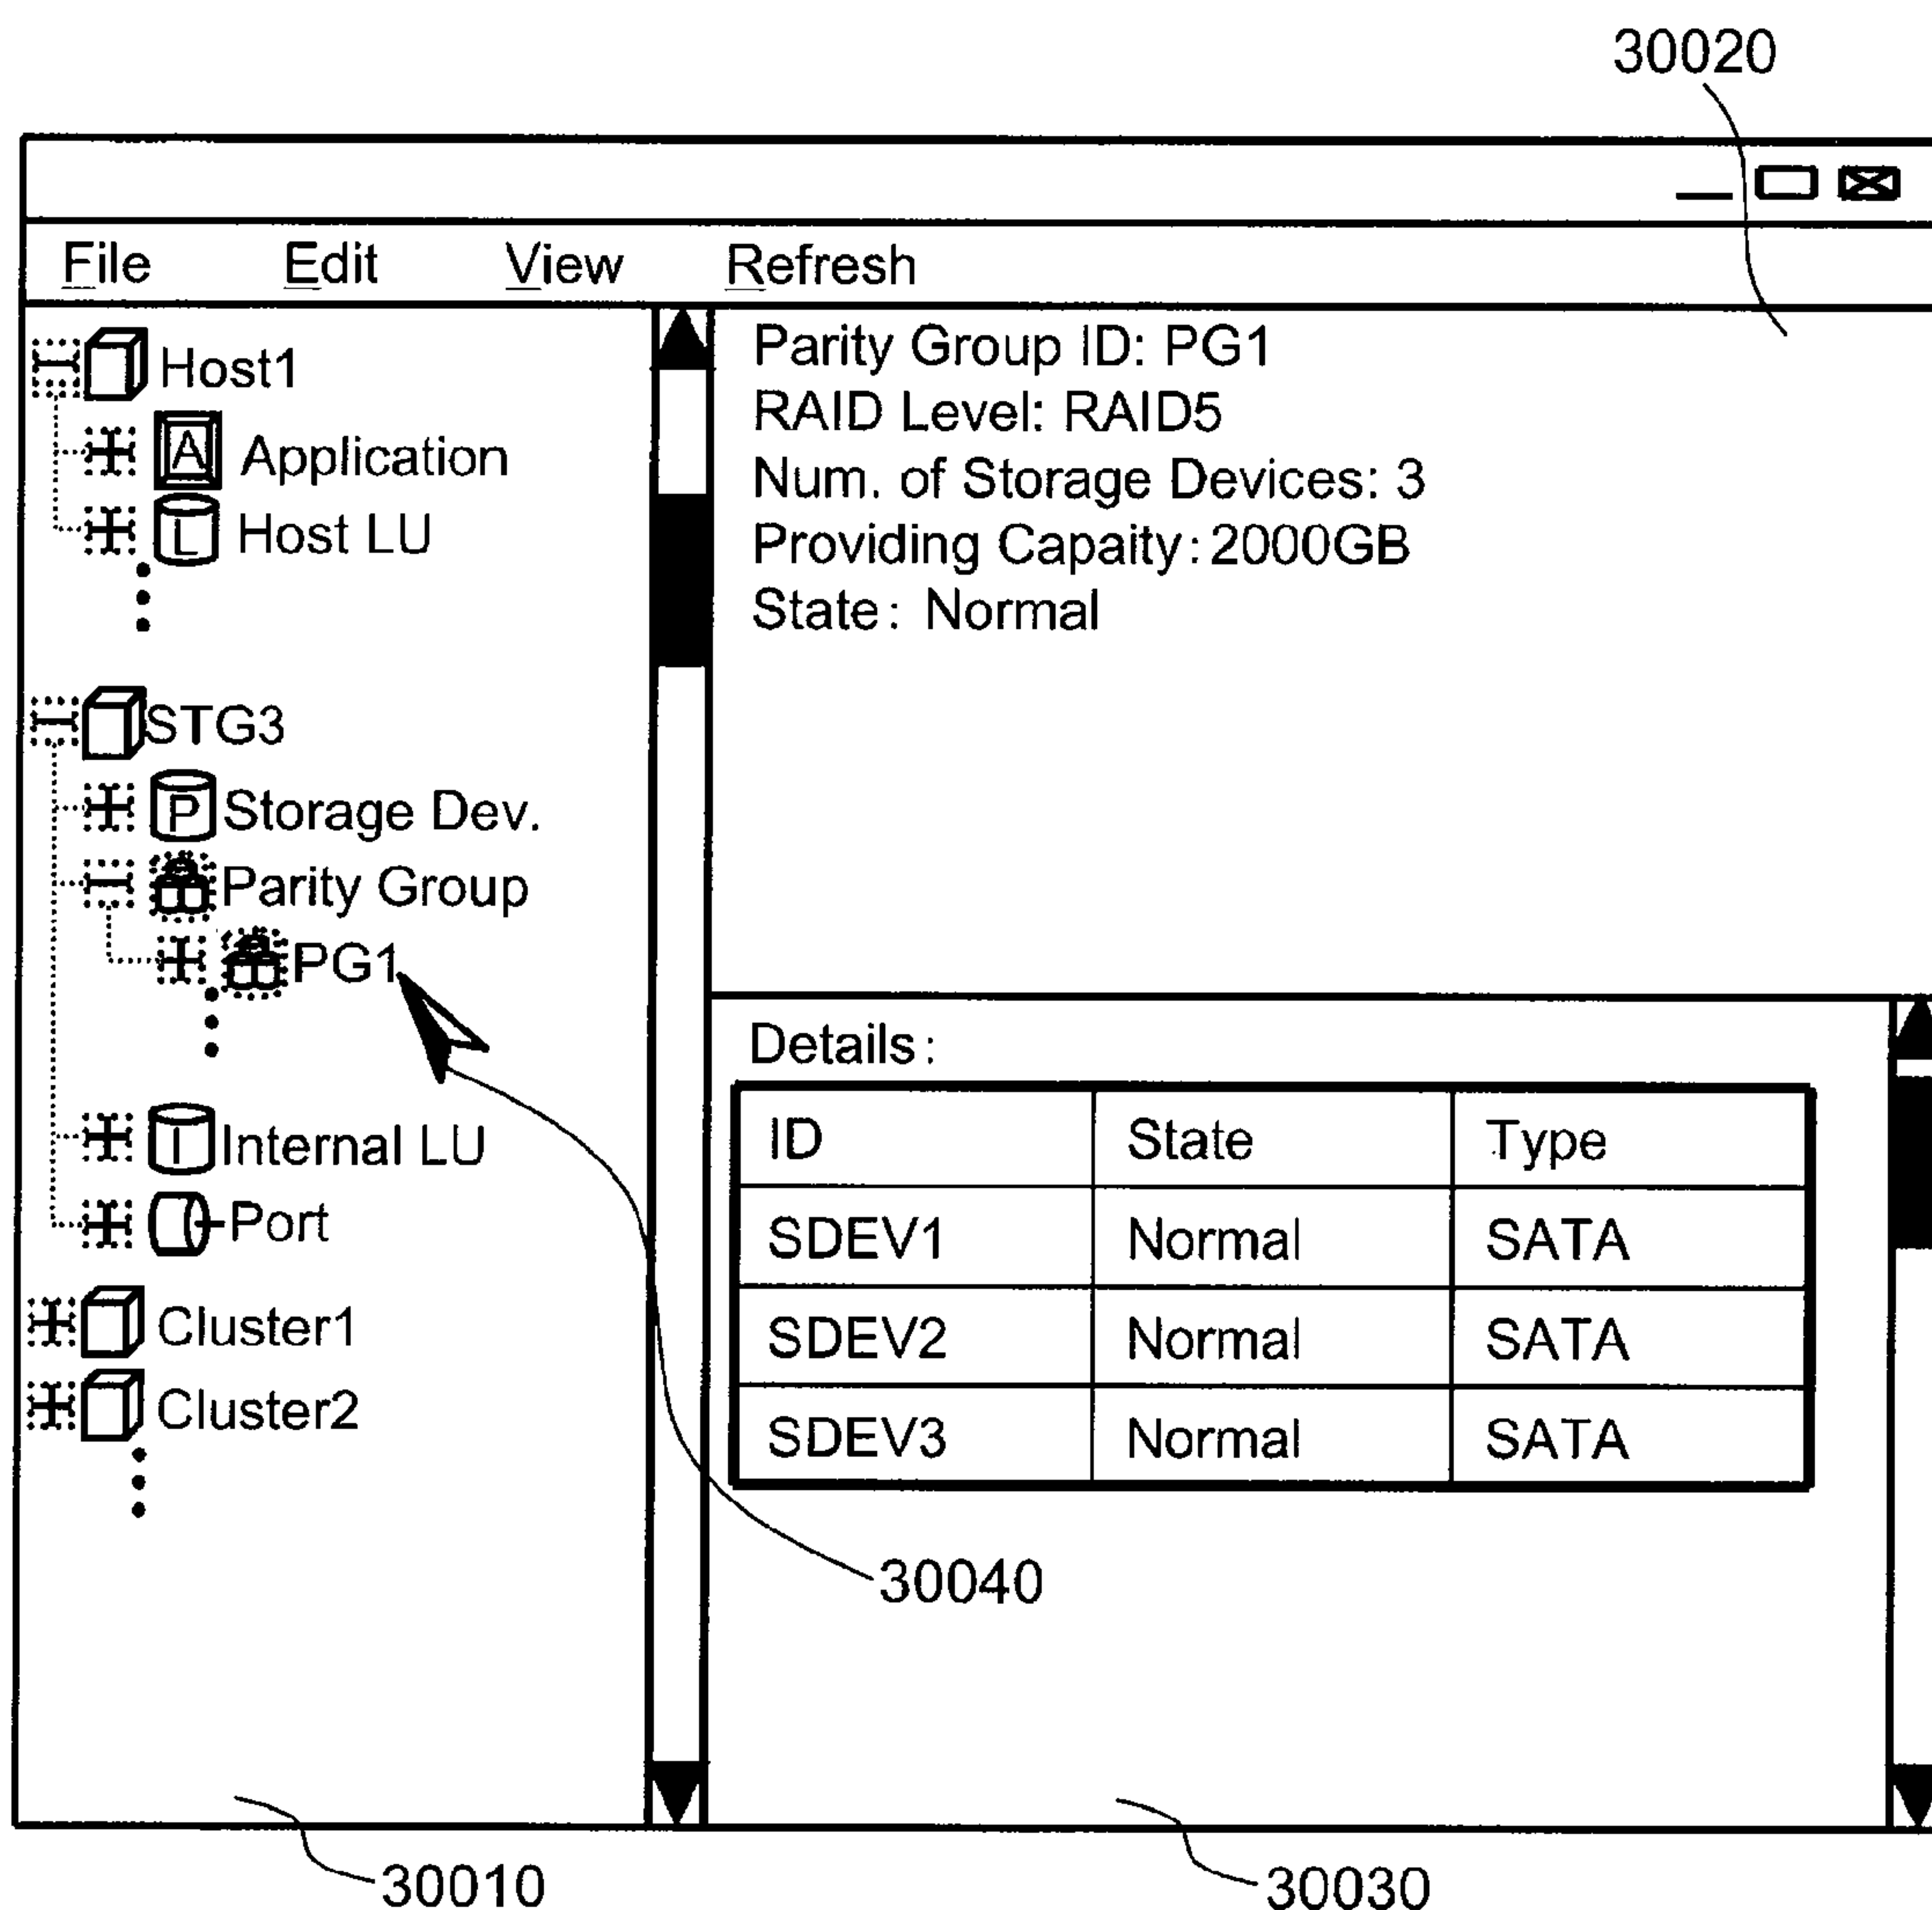 30020
File Edit View Refresh
Host1
A Application
L Host LU
STG3
P Storage Dev.
Parity Group
PG1
I Internal LU
Port
Cluster1
Cluster2
Parity Group ID: PG1
RAID Level: RAID5
Num. of Storage Devices: 3
Providing Capaity: 2000GB
State: Normal
Details:
ID State Type
SDEV1 Normal SATA
SDEV2 Normal SATA
SDEV3 Normal SATA
30040
30010
30030